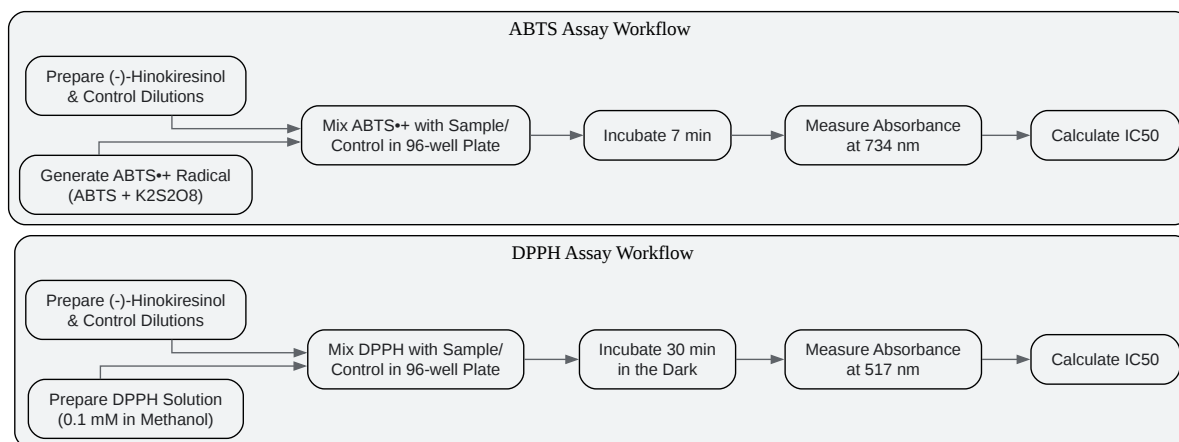 ABTS Assay Workflow
Prepare (-)-Hinokiresinol
& Control Dilutions
Generate ABTS•+ Radical
(ABTS + K2S2O8)
Mix ABTS•+ with Sample/
Control in 96-well Plate
Incubate 7 min
Measure Absorbance
at 734 nm
Calculate IC50
DPPH Assay Workflow
Prepare (-)-Hinokiresinol
& Control Dilutions
Prepare DPPH Solution
(0.1 mM in Methanol)
Mix DPPH with Sample/
Control in 96-well Plate
Incubate 30 min
in the Dark
Measure Absorbance
at 517 nm
Calculate IC50